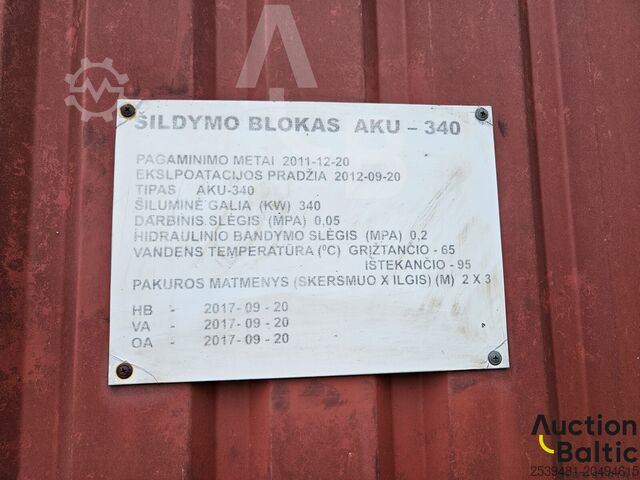 ŠILDYMO BLOKAS AKU – 340
PAGAMINIMO METAI 2011-12-20
EKSLPOATACIJOS PRADŽIA 2012-09-20
TIPAS AKU-340
ŠILUMINĖ GALIA (KW) 340
DARBINIS SLĖGIS (MPA) 0,05
HIDRAULINIO BANDYMO SLĖGIS (MPA) 0,2
VANDENS TEMPERATŪRA (⁰C) GRIŽTANČIO - 65
IŠTEKANČIO - 95
PAKUROS MATMENYS (SKERSMUO X ILGIS) (M) 2 X 3
HB - 2017- 09 - 20
VA - 2017- 09 - 20
OA - 2017- 09 - 20
Auction
Baltic
2539481-20494615